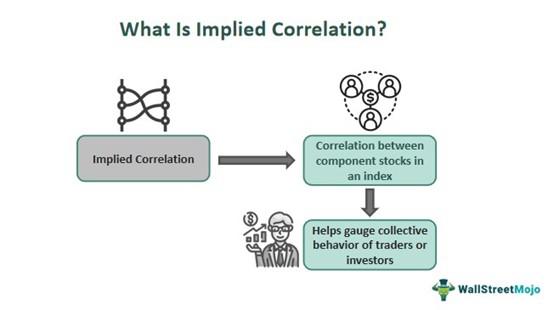 What Is Implied Correlation?
$
Implied Correlation
Correlation between
component stocks in
an index
$
Helps gauge collective
behavior of traders or
investors
WallStreetMojo